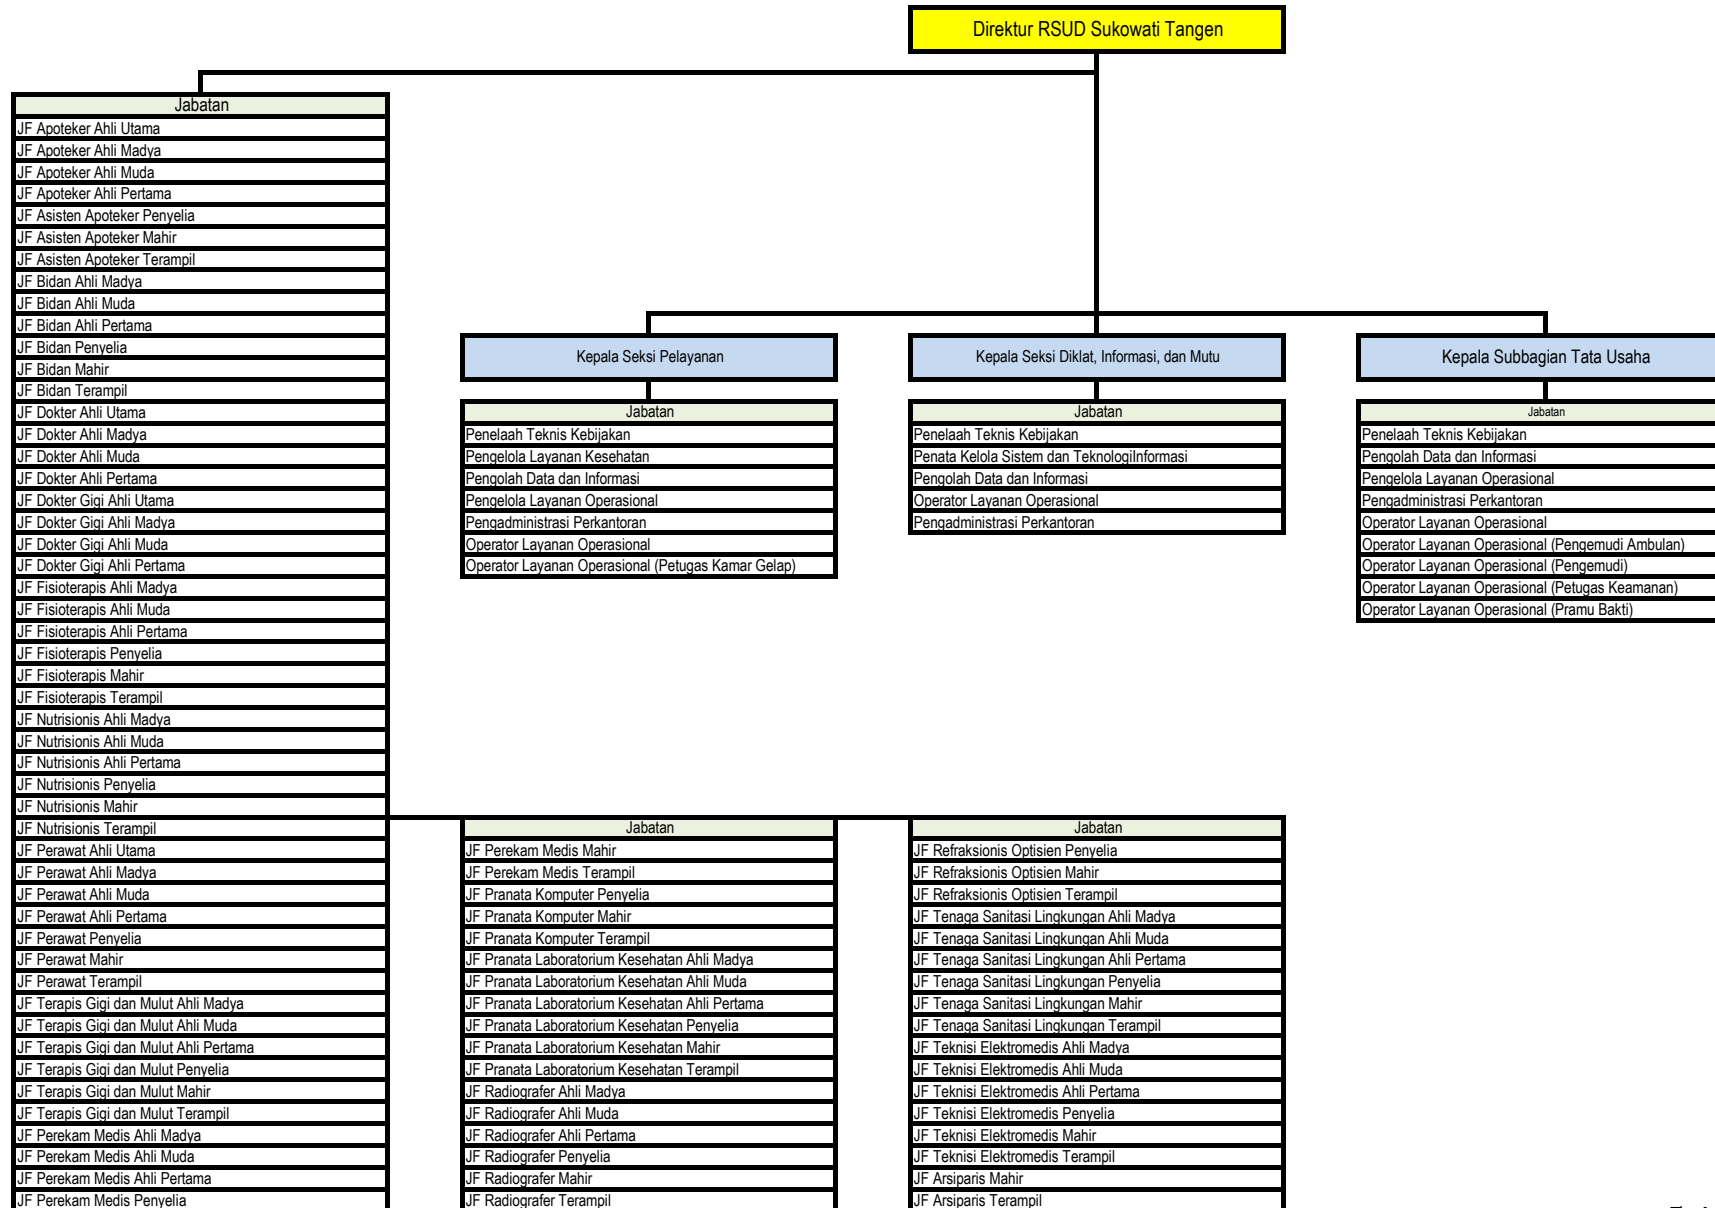 Direktur RSUD Sukowati Tangen
Jabatan
JF Apoteker Ahli Utama
JF Apoteker Ahli Madya
JF Apoteker Ahli Muda
JF Apoteker Ahli Pertama
JF Asisten Apoteker Penyelia
JF Asisten Apoteker Mahir
JF Asisten Apoteker Terampil
JF Bidan Ahli Madya
JF Bidan Ahli Muda
JF Bidan Ahli Pertama
JF Bidan Penyelia
JF Bidan Mahir
JF Bidan Terampil
JF Dokter Ahli Utama
JF Dokter Ahli Madya
JF Dokter Ahli Muda
JF Dokter Ahli Pertama
JF Dokter Gigi Ahli Utama
JF Dokter Gigi Ahli Madya
JF Dokter Gigi Ahli Muda
JF Dokter Gigi Ahli Pertama
JF Fisioterapis Ahli Madya
JF Fisioterapis Ahli Muda
JF Fisioterapis Ahli Pertama
JF Fisioterapis Penyelia
JF Fisioterapis Mahir
JF Fisioterapis Terampil
JF Nutrisionis Ahli Madya
JF Nutrisionis Ahli Muda
JF Nutrisionis Ahli Pertama
JF Nutrisionis Penyelia
JF Nutrisionis Mahir
JF Nutrisionis Terampil
JF Perawat Ahli Utama
JF Perawat Ahli Madya
JF Perawat Ahli Muda
JF Perawat Ahli Pertama
JF Perawat Penyelia
JF Perawat Mahir
JF Perawat Terampil
JF Terapis Gigi dan Mulut Ahli Madya
JF Terapis Gigi dan Mulut Ahli Muda
JF Terapis Gigi dan Mulut Ahli Pertama
JF Terapis Gigi dan Mulut Penyelia
JF Terapis Gigi dan Mulut Mahir
JF Terapis Gigi dan Mulut Terampil
JF Perekam Medis Ahli Madya
JF Perekam Medis Ahli Muda
JF Perekam Medis Ahli Pertama
JF Perekam Medis Penyelia
Kepala Seksi Pelayanan
Jabatan
Penelaah Teknis Kebijakan
Pengelola Layanan Kesehatan
Pengolah Data dan Informasi
Pengelola Layanan Operasional
Pengadministrasi Perkantoran
Operator Layanan Operasional
Operator Layanan Operasional (Petugas Kamar Gelap)
Kepala Seksi Diklat, Informasi, dan Mutu
Jabatan
Penelaah Teknis Kebijakan
Penata Kelola Sistem dan TeknologiInformasi
Pengolah Data dan Informasi
Operator Layanan Operasional
Pengadministrasi Perkantoran
Kepala Subbagian Tata Usaha
Jabatan
Penelaah Teknis Kebijakan
Pengolah Data dan Informasi
Pengelola Layanan Operasional
Pengadministrasi Perkantoran
Operator Layanan Operasional
Operator Layanan Operasional (Pengemudi Ambulan)
Operator Layanan Operasional (Pengemudi)
Operator Layanan Operasional (Petugas Keamanan)
Operator Layanan Operasional (Pramu Bakti)
Jabatan
JF Perekam Medis Mahir
JF Perekam Medis Terampil
JF Pranata Komputer Penyelia
JF Pranata Komputer Mahir
JF Pranata Komputer Terampil
JF Pranata Laboratorium Kesehatan Ahli Madya
JF Pranata Laboratorium Kesehatan Ahli Muda
JF Pranata Laboratorium Kesehatan Ahli Pertama
JF Pranata Laboratorium Kesehatan Penyelia
JF Pranata Laboratorium Kesehatan Mahir
JF Pranata Laboratorium Kesehatan Terampil
JF Radiografer Ahli Madya
JF Radiografer Ahli Muda
JF Radiografer Ahli Pertama
JF Radiografer Penyelia
JF Radiografer Mahir
JF Radiografer Terampil
Jabatan
JF Refraksionis Optisien Penyelia
JF Refraksionis Optisien Mahir
JF Refraksionis Optisien Terampil
JF Tenaga Sanitasi Lingkungan Ahli Madya
JF Tenaga Sanitasi Lingkungan Ahli Muda
JF Tenaga Sanitasi Lingkungan Ahli Pertama
JF Tenaga Sanitasi Lingkungan Penyelia
JF Tenaga Sanitasi Lingkungan Mahir
JF Tenaga Sanitasi Lingkungan Terampil
JF Teknisi Elektromedis Ahli Madya
JF Teknisi Elektromedis Ahli Muda
JF Teknisi Elektromedis Ahli Pertama
JF Teknisi Elektromedis Penyelia
JF Teknisi Elektromedis Mahir
JF Teknisi Elektromedis Terampil
JF Arsiparis Mahir
JF Arsiparis Terampil